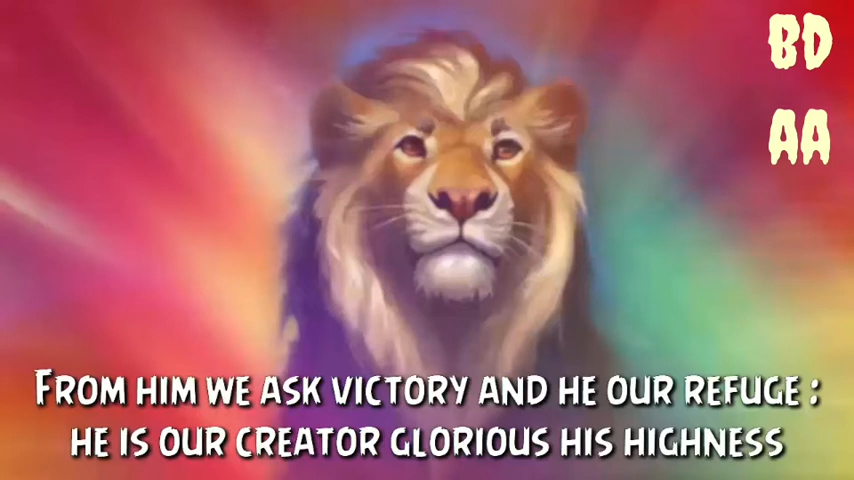 BD
AA
FROM HIM WE ASK VICTORY AND HE OUR REFUGE :
HE IS OUR CREATOR GLORIOUS HIS HIGHNESS